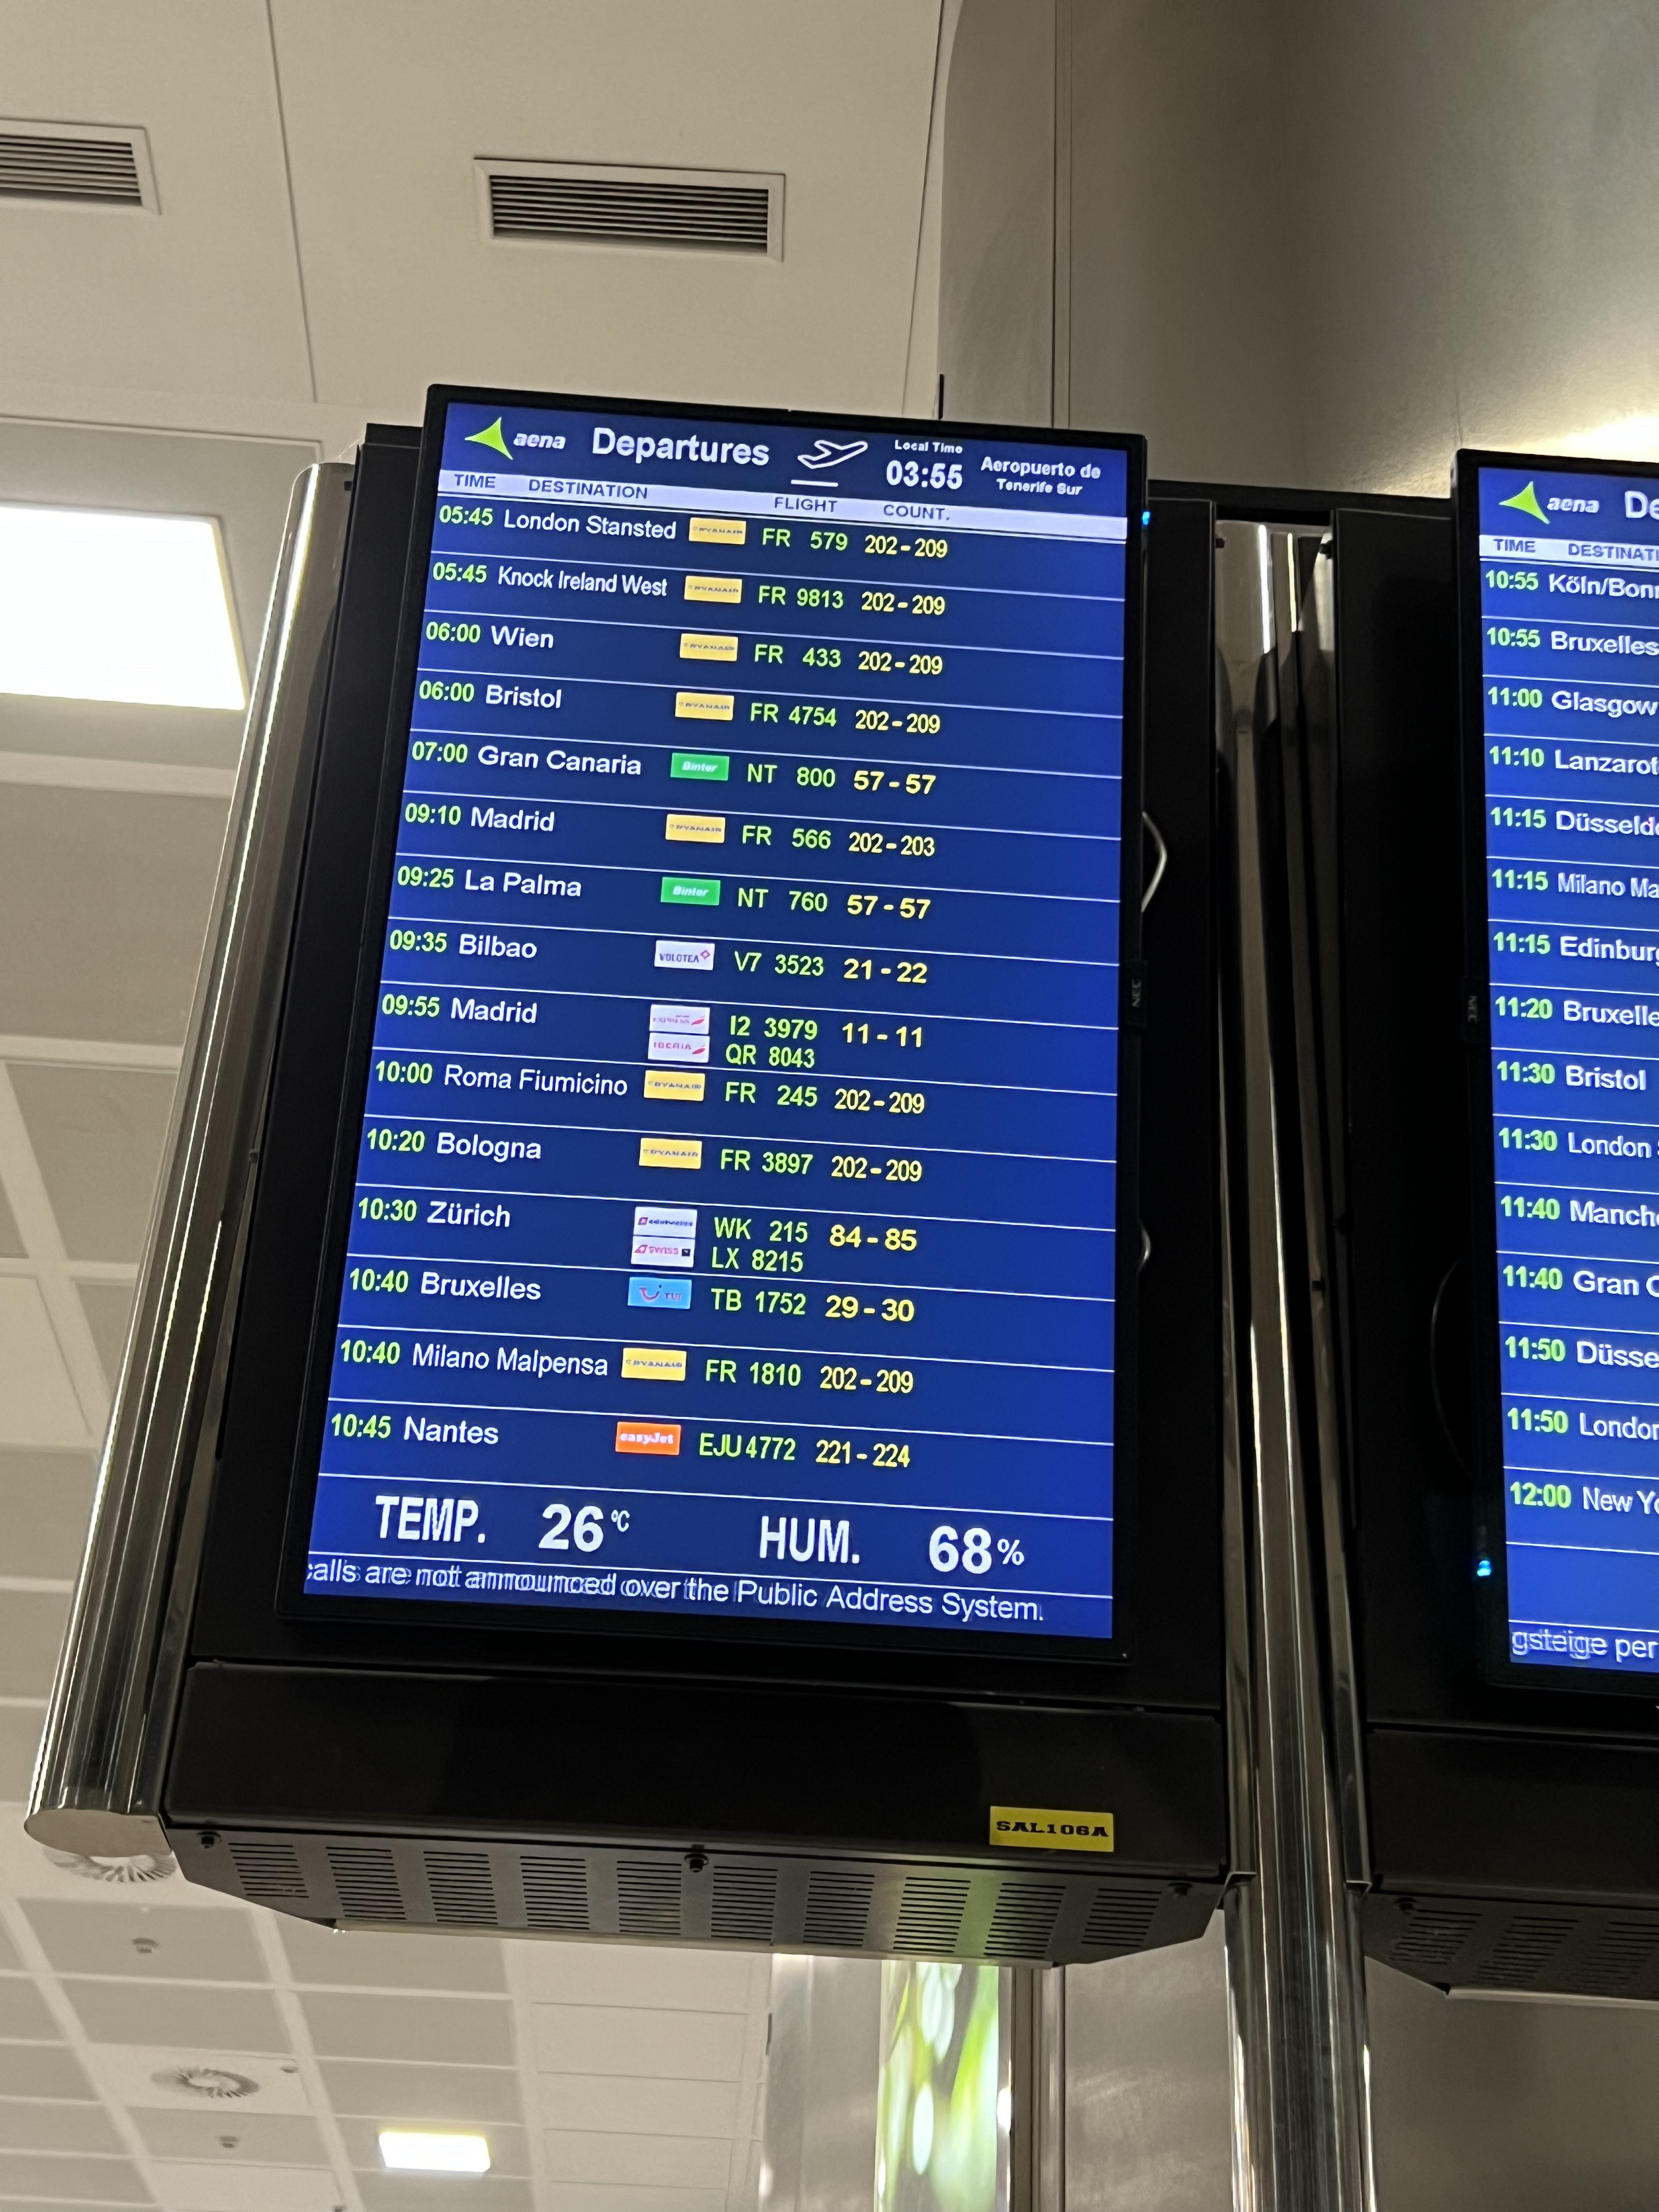 aena Departures Local Time 03:55 Aeropuerto de Tenerife Sur
TIME DESTINATION FLIGHT COUNT.
05:45 London Stansted RYANAIR FR 579 202-209
05:45 Knock Ireland West RYANAIR FR 9813 202-209
06:00 Wien RYANAIR FR 433 202-209
06:00 Bristol RYANAIR FR 4754 202-209
07:00 Gran Canaria Binter NT 800 57-57
09:10 Madrid RYANAIR FR 566 202-203
09:25 La Palma Binter NT 760 57-57
09:35 Bilbao VOLOTEA V7 3523 21-22
09:55 Madrid I2 3979 11-11
IBERIA QR 8043
10:00 Roma Fiumicino RYANAIR FR 245 202-209
10:20 Bologna RYANAIR FR 3897 202-209
10:30 Zürich edelweiss WK 215 84-85
SWISS LX 8215
10:40 Bruxelles TUI TB 1752 29-30
10:40 Milano Malpensa RYANAIR FR 1810 202-209
10:45 Nantes easyJet EJU 4772 221-224
TEMP. 26 °C HUM. 68%
calls are not announced over the Public Address System.
NEC
SAL106A
aena De
TIME DESTINATI
10:55 Köln/Bonn
10:55 Bruxelles
11:00 Glasgow
11:10 Lanzarot
11:15 Düsseldo
11:15 Milano Ma
11:15 Edinburg
11:20 Bruxelle
11:30 Bristol
11:30 London
11:40 Manche
11:40 Gran C
11:50 Düsse
11:50 London
12:00 New Yo
gsteige per
NEC